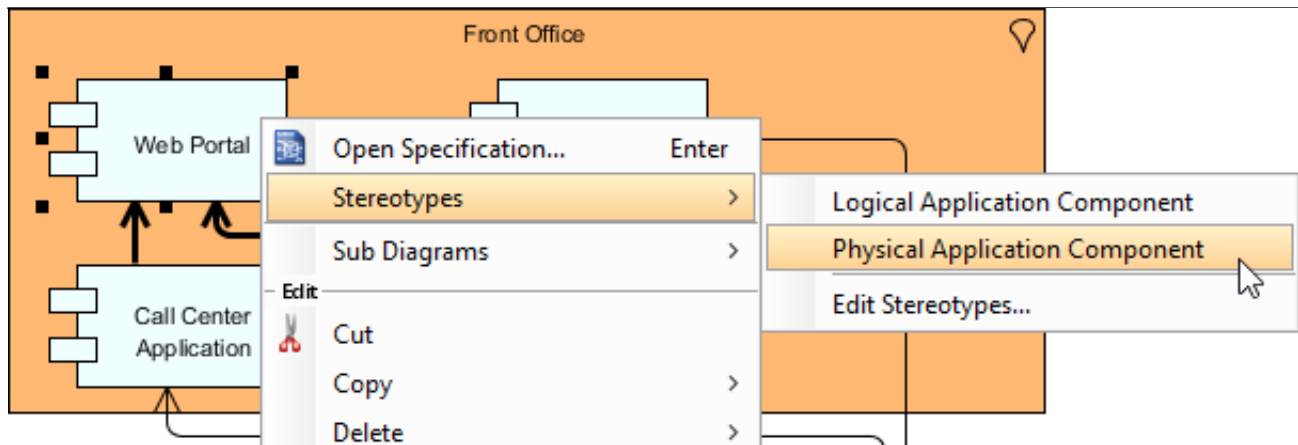 Front Office
Web Portal
Open Specification... Enter
Stereotypes >
Logical Application Component
Physical Application Component
Sub Diagrams >
Edit Stereotypes...
Edit
Call Center
Application
Cut
Copy >
Delete >